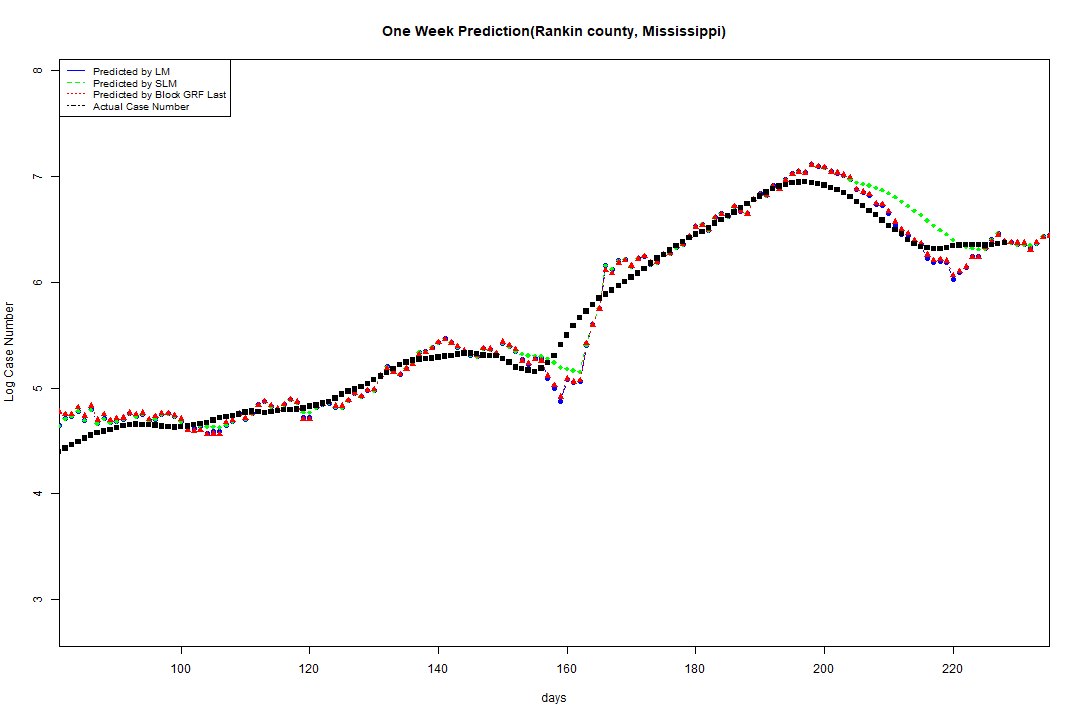 One Week Prediction(Rankin county, Mississippi)
Predicted by LM
Predicted by SLM
Predicted by Block GRF Last
Actual Case Number
8
7
6
5
4
3
Log Case Number
100 120 140 160 180 200 220
days